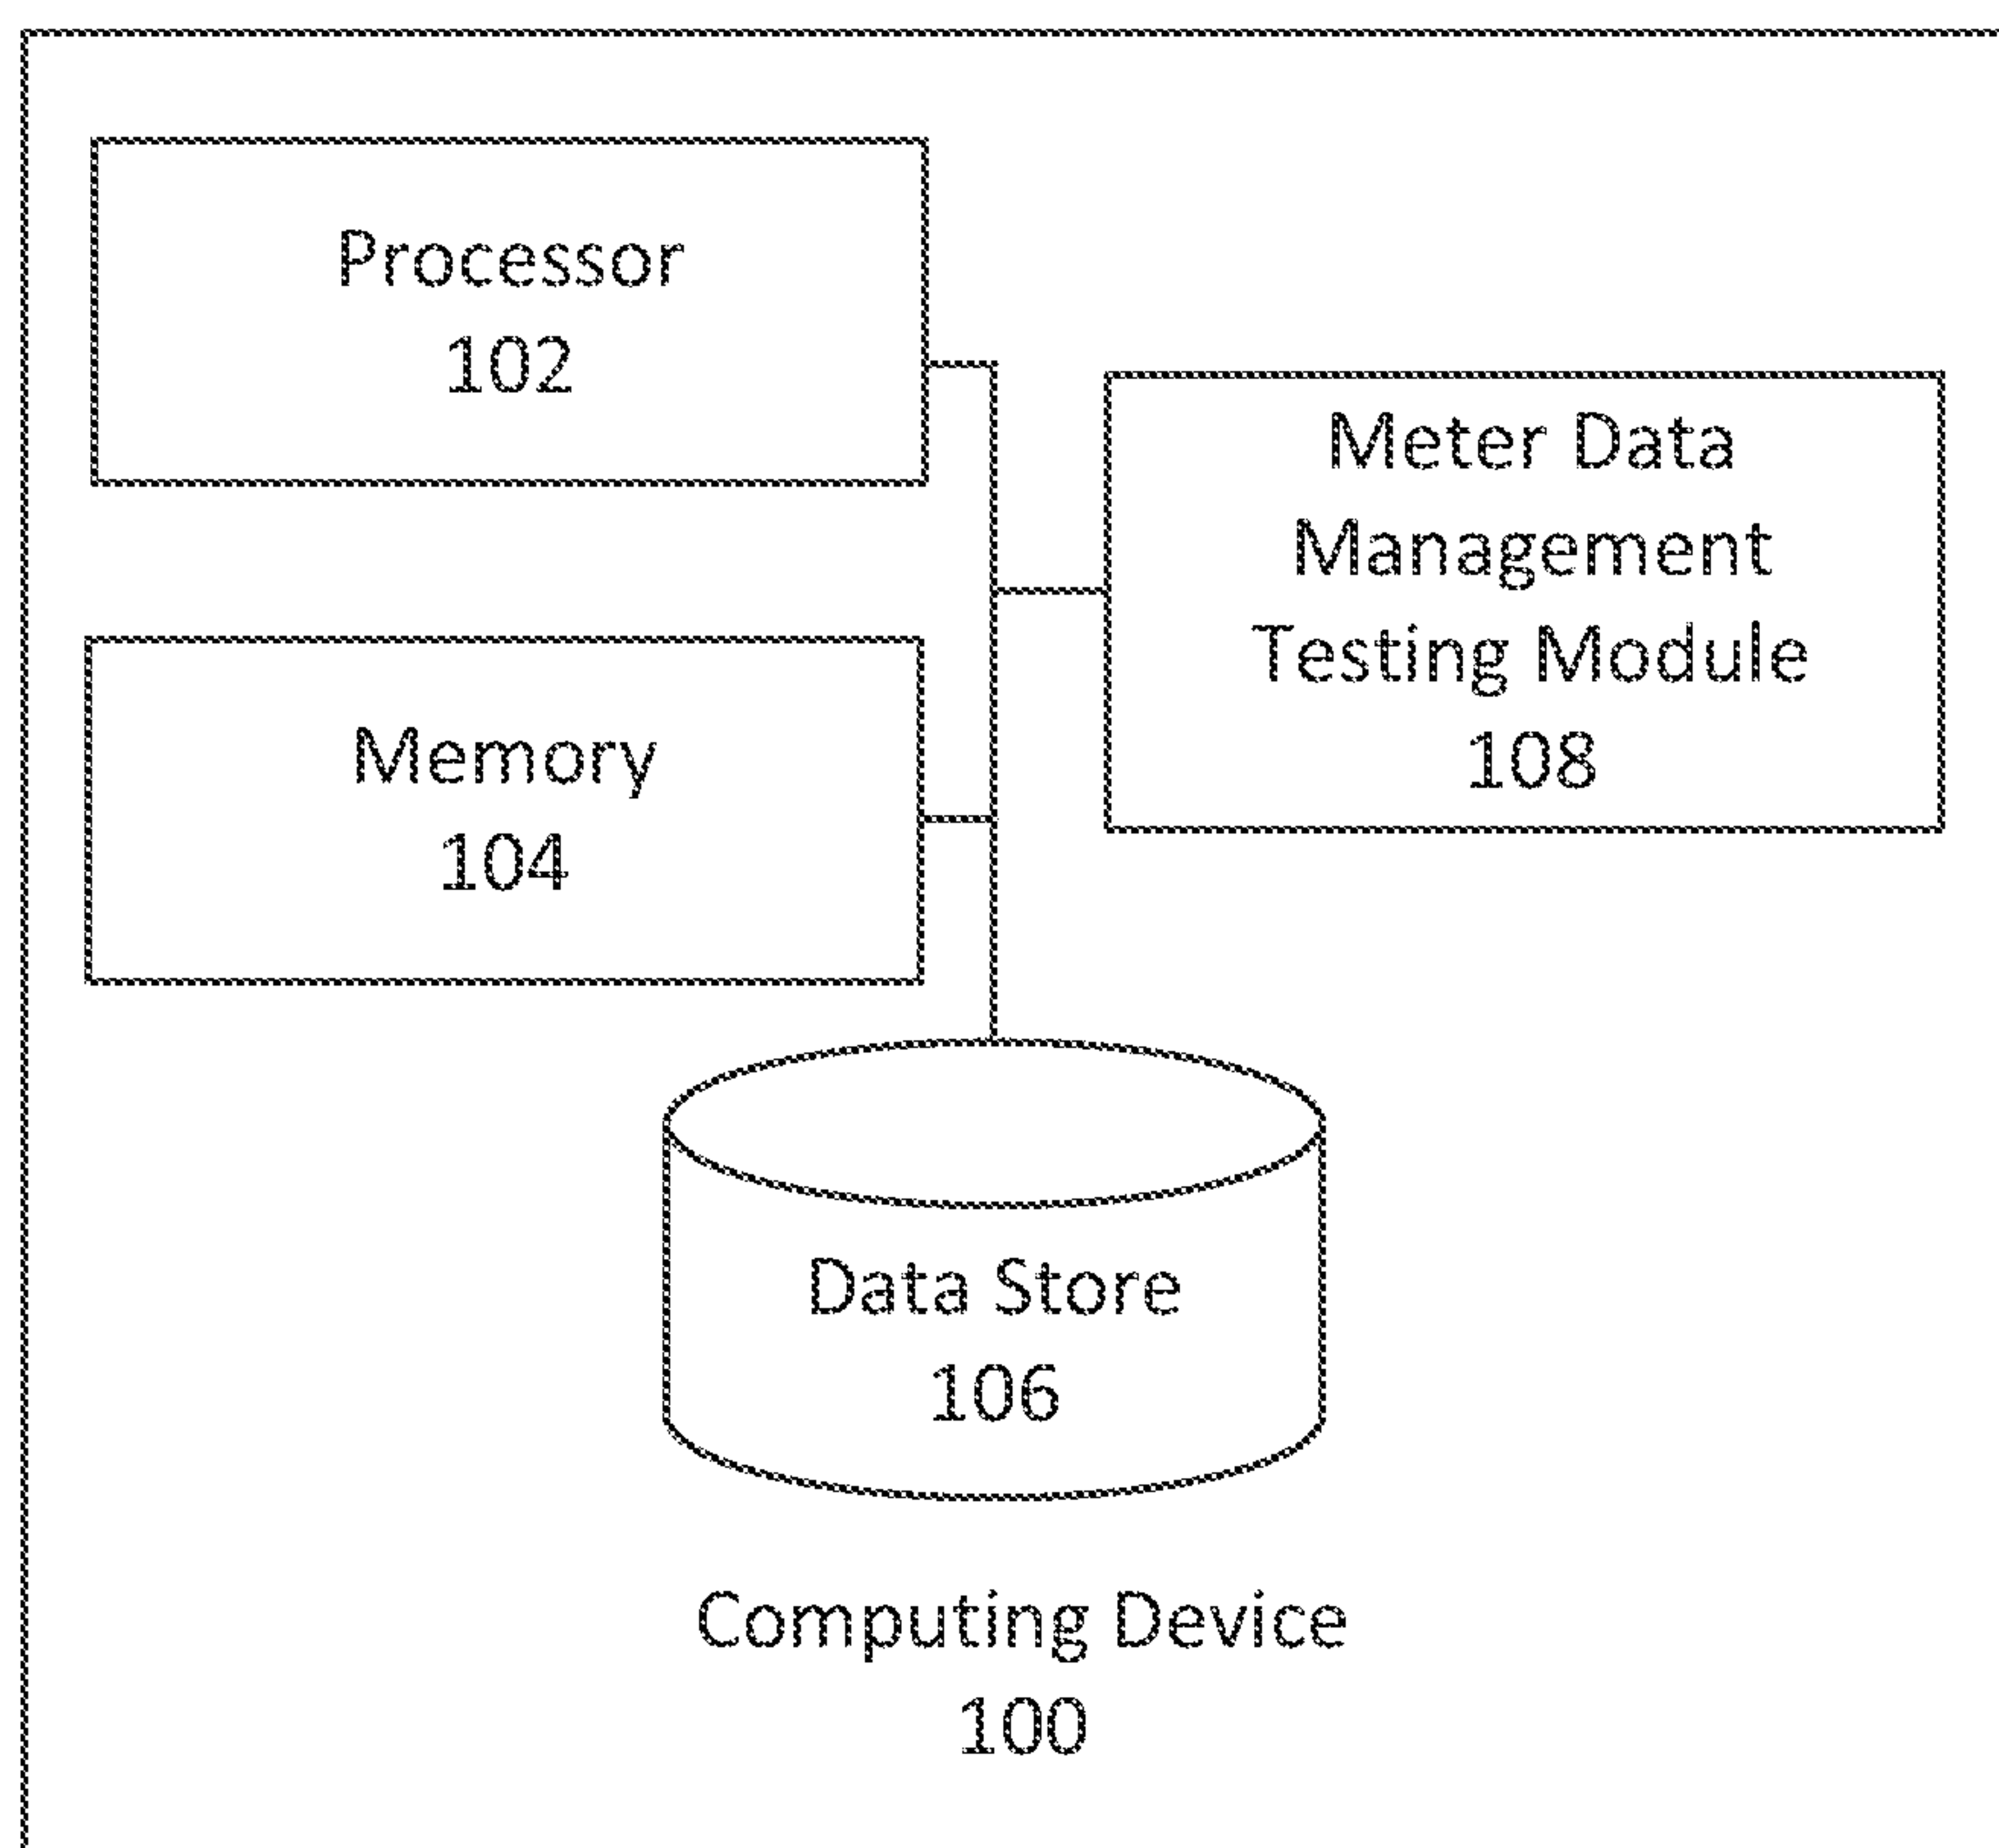 Processor
102
Meter Data
Management
Testing Module
108
Memory
104
Data Store
106
Computing Device
100